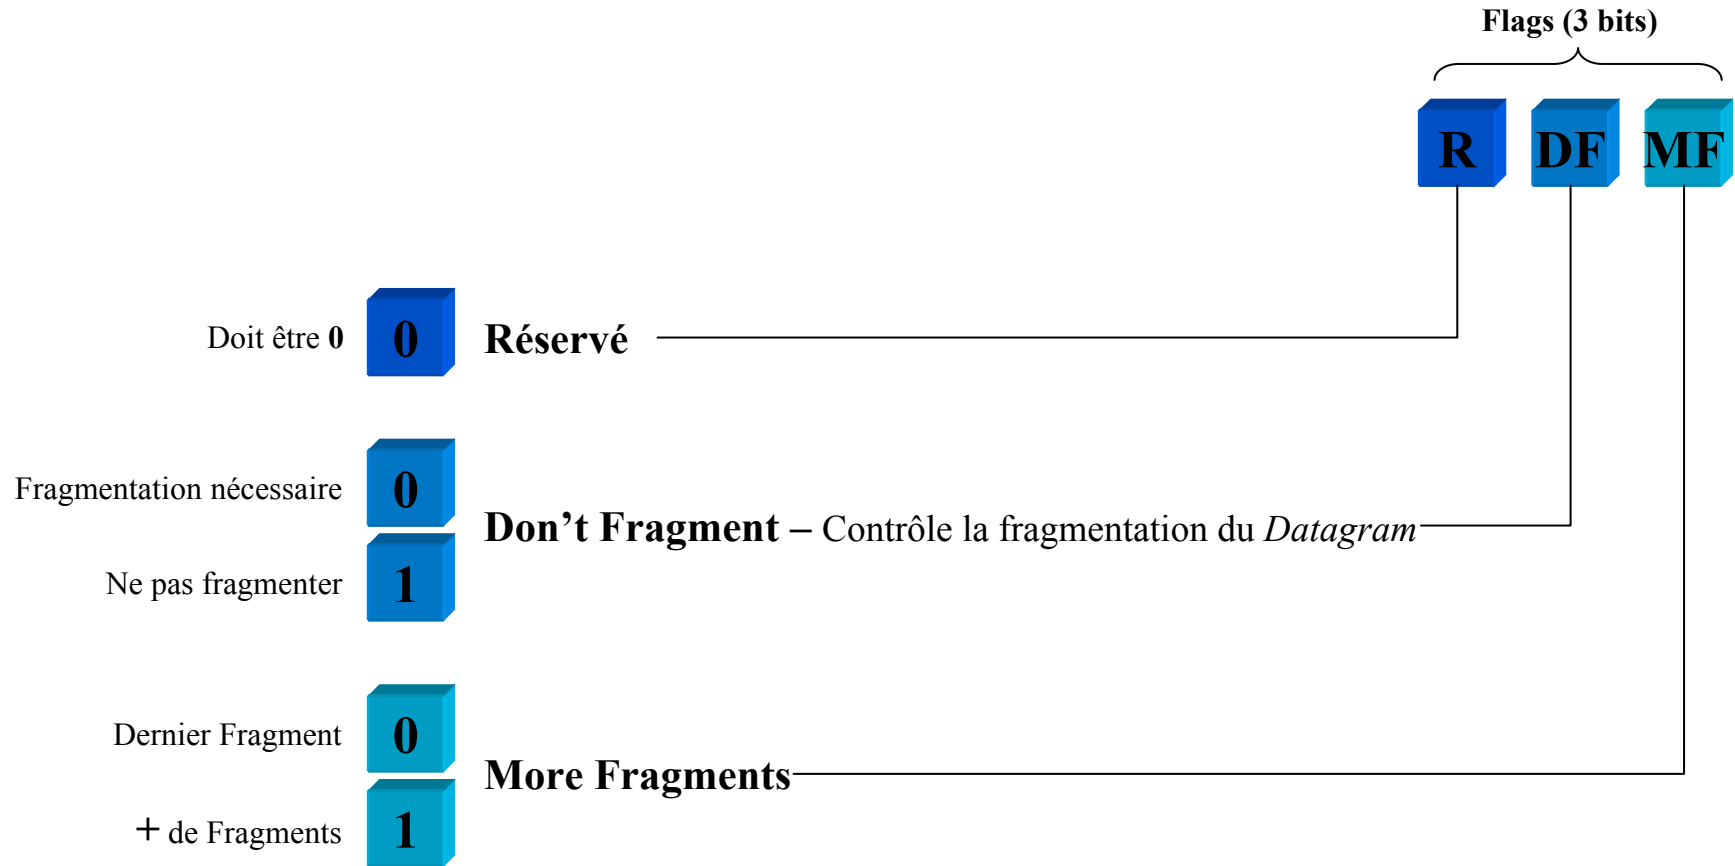 Flags (3 bits)
R DF MF
Doit être 0 0 Réservé
Fragmentation nécessaire 0
Don’t Fragment – Contrôle la fragmentation du Datagram
Ne pas fragmenter 1
Dernier Fragment 0
More Fragments
+ de Fragments 1